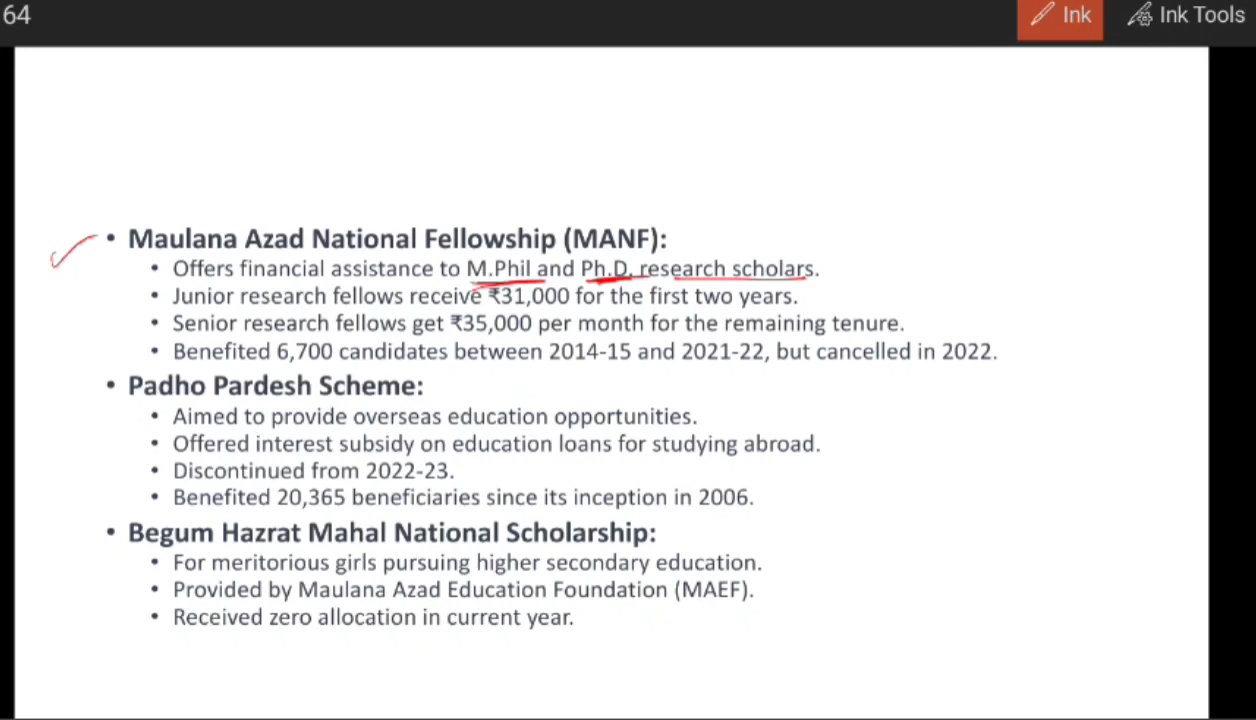 64
Ink
Ink Tools
• Maulana Azad National Fellowship (MANF):
• Offers financial assistance to M.Phil and Ph.D. research scholars.
• Junior research fellows receive ₹31,000 for the first two years.
• Senior research fellows get ₹35,000 per month for the remaining tenure.
• Benefited 6,700 candidates between 2014-15 and 2021-22, but cancelled in 2022.
• Padho Pardesh Scheme:
• Aimed to provide overseas education opportunities.
• Offered interest subsidy on education loans for studying abroad.
• Discontinued from 2022-23.
• Benefited 20,365 beneficiaries since its inception in 2006.
• Begum Hazrat Mahal National Scholarship:
• For meritorious girls pursuing higher secondary education.
• Provided by Maulana Azad Education Foundation (MAEF).
• Received zero allocation in current year.